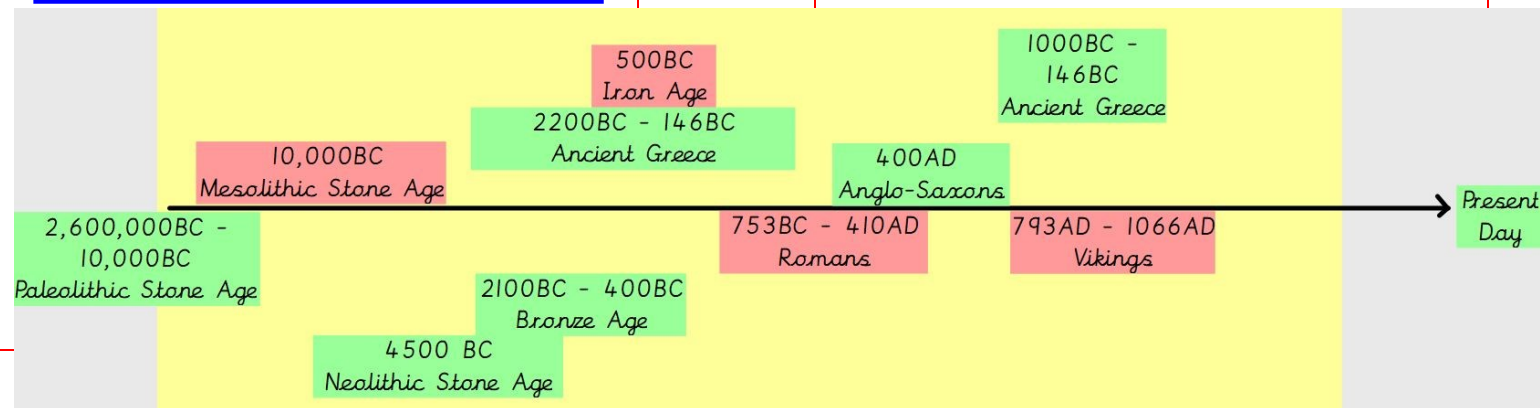 500BC
Iron Age
1000BC -
146BC
Ancient Greece
2200BC - 146BC
Ancient Greece
10,000BC
Mesolithic Stone Age
400AD
Anglo-Saxons
Present
Day
2,600,000BC -
10,000BC
Paleolithic Stone Age
753BC - 410AD
Romans
793AD - 1066AD
Vikings
2100BC - 400BC
Bronze Age
4500 BC
Neolithic Stone Age